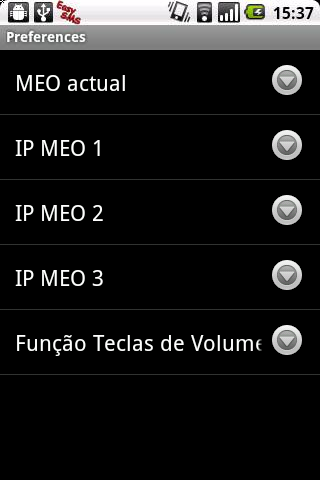 Easy
SMS
15:37
Preferences
MEO actual
IP MEO 1
IP MEO 2
IP MEO 3
Função Teclas de Volume